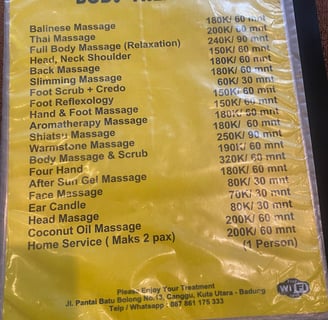 Balinese Massage 180K/ 60 mnt
Thai Massage 200K/ 60 mnt
Full Body Massage (Relaxation) 240K/ 90 mnt
Head, Neck Shoulder 150K/ 60 mnt
Back Massage 180K/ 60 mnt
Slimming Massage 180K/ 60 mnt
Foot Scrub + Credo 60K/ 30 mnt
Foot Reflexology 150K/ 60 mnt
Hand & Foot Massage 150K/ 60 mnt
Aromatherapy Massage 180K/ 60 mnt
Shiatsu Massage 180K/ 60 mnt
Warmstone Massage 250K/ 90 mnt
Body Massage & Scrub 190K/ 60 mnt
Four Hand 320K/ 60 mnt
After Sun Gel Massage 180K/ 60 mnt
Face Massage 80K/ 30 mnt
Ear Candle 70K/ 30 mnt
Head Masage 80K/ 30 mnt
Coconut Oil Massage 200K/ 60 mnt
Home Service ( Maks 2 pax) 200K/ 60 mnt
(1 Person)
Please Enjoy Your Treatment
Jl. Pantai Batu Bolong No.13, Canggu, Kuta Utara - Badung
Telp / Whatsapp : 087 861 175 333
WiFi